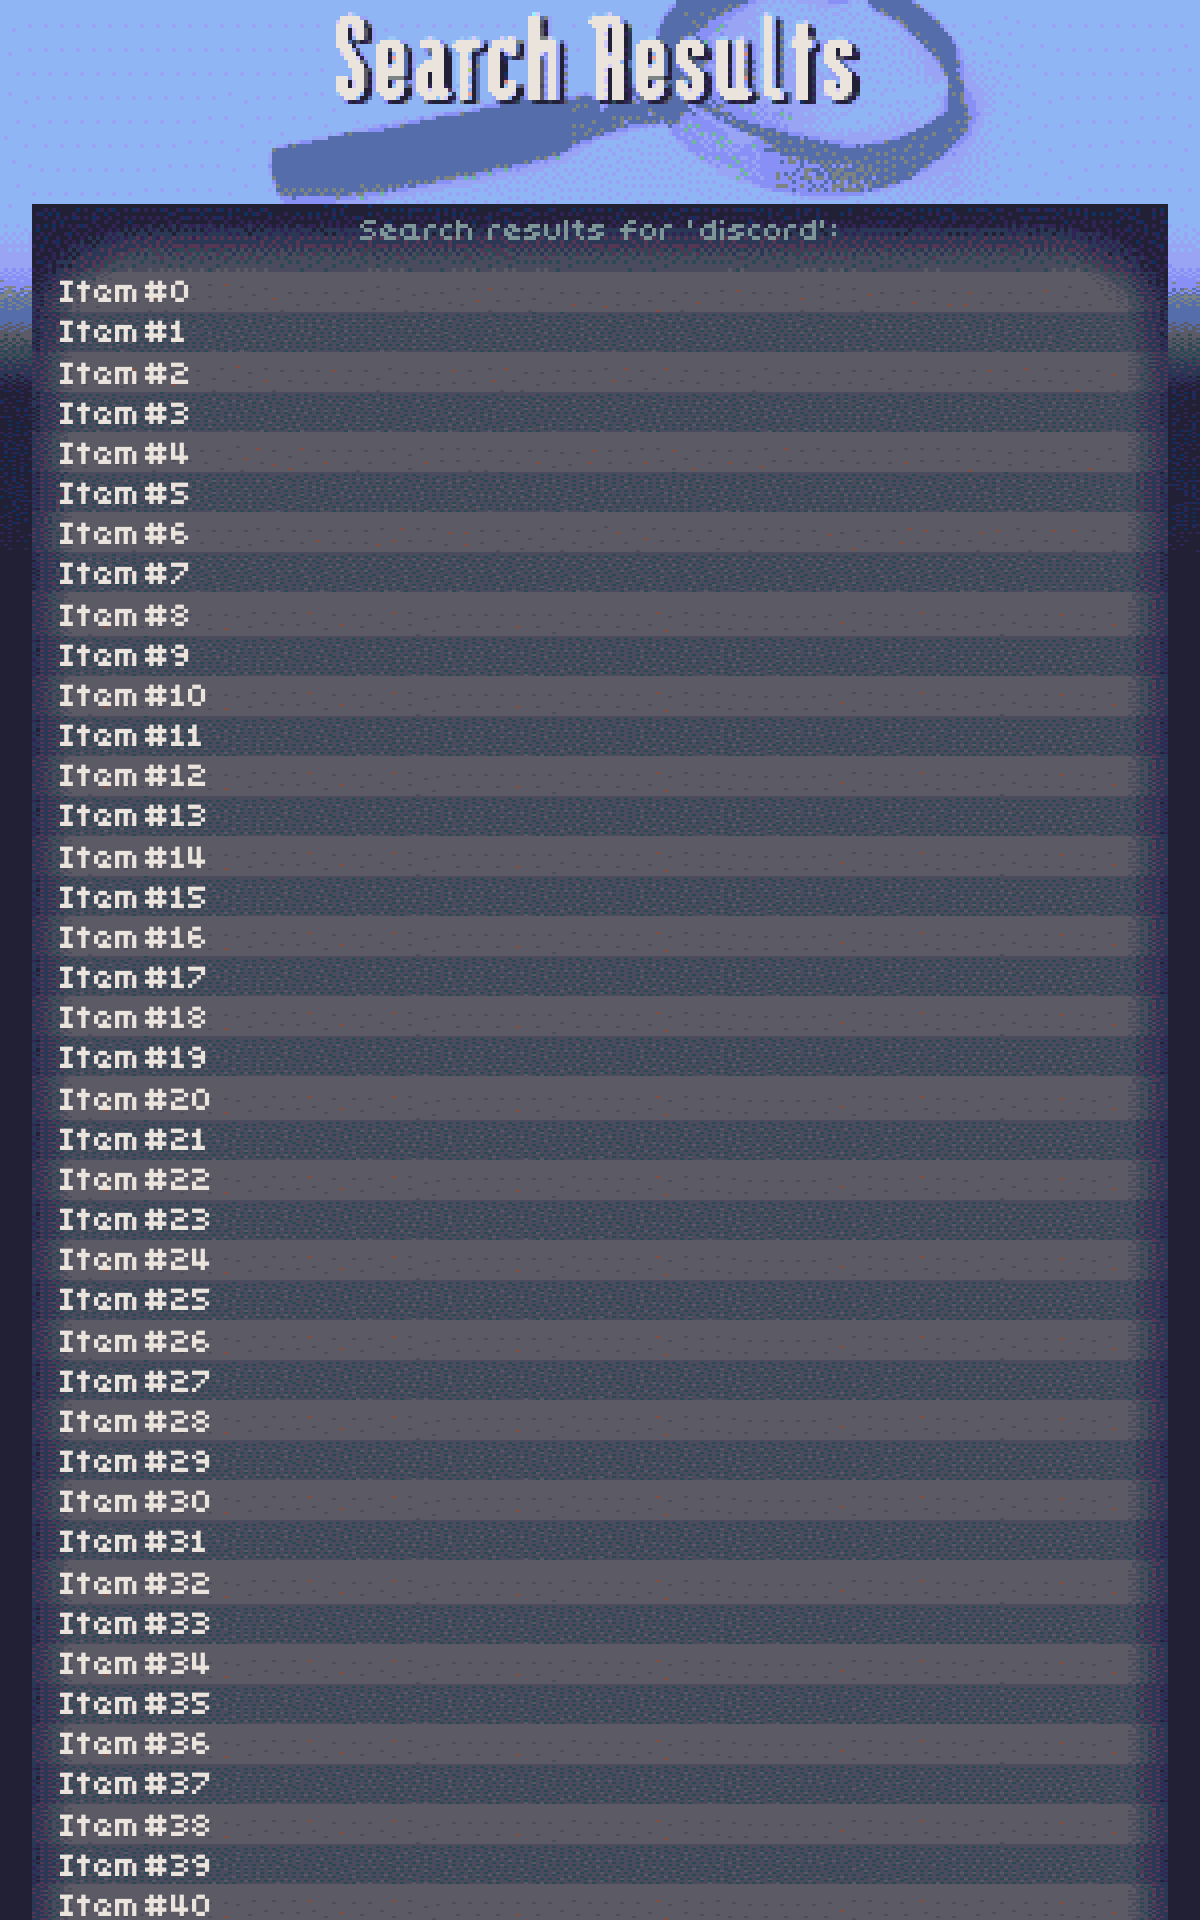 Search Results
Search results for 'discord':
Item #0
Item #1
Item #2
Item #3
Item #4
Item #5
Item #6
Item #7
Item #8
Item #9
Item #10
Item #11
Item #12
Item #13
Item #14
Item #15
Item #16
Item #17
Item #18
Item #19
Item #20
Item #21
Item #22
Item #23
Item #24
Item #25
Item #26
Item #27
Item #28
Item #29
Item #30
Item #31
Item #32
Item #33
Item #34
Item #35
Item #36
Item #37
Item #38
Item #39
Item #40